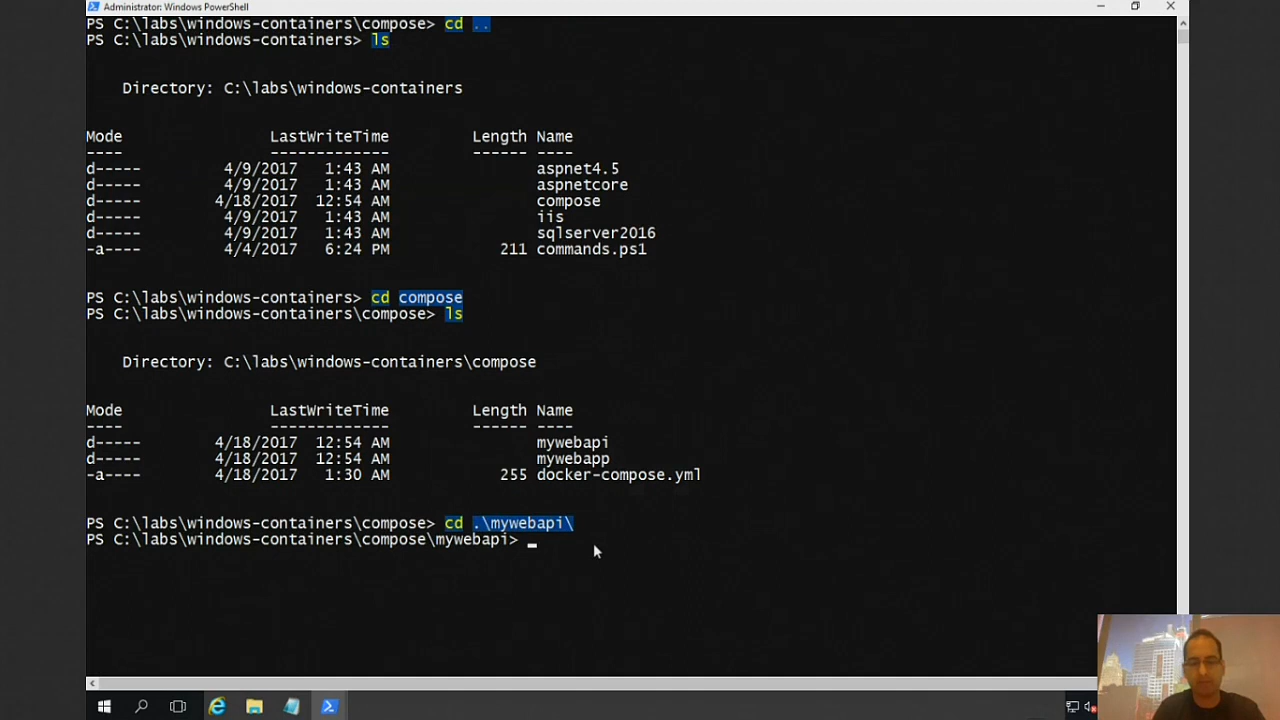 Administrator: Windows PowerShell
PS C:\labs\windows-containers\compose> cd ..
PS C:\labs\windows-containers> ls
Directory: C:\labs\windows-containers
Mode LastWriteTime Length Name
---- ------------- ------ ----
d----- 4/9/2017 1:43 AM aspnet4.5
d----- 4/9/2017 1:43 AM aspnetcore
d----- 4/18/2017 12:54 AM compose
d----- 4/9/2017 1:43 AM iis
d----- 4/9/2017 1:43 AM sqlserver2016
-a---- 4/4/2017 6:24 PM 211 commands.ps1
PS C:\labs\windows-containers> cd compose
PS C:\labs\windows-containers\compose> ls
Directory: C:\labs\windows-containers\compose
Mode LastWriteTime Length Name
---- ------------- ------ ----
d----- 4/18/2017 12:54 AM mywebapi
d----- 4/18/2017 12:54 AM mywebapp
-a---- 4/18/2017 1:30 AM 255 docker-compose.yml
PS C:\labs\windows-containers\compose> cd .\mywebapi\
PS C:\labs\windows-containers\compose\mywebapi> _